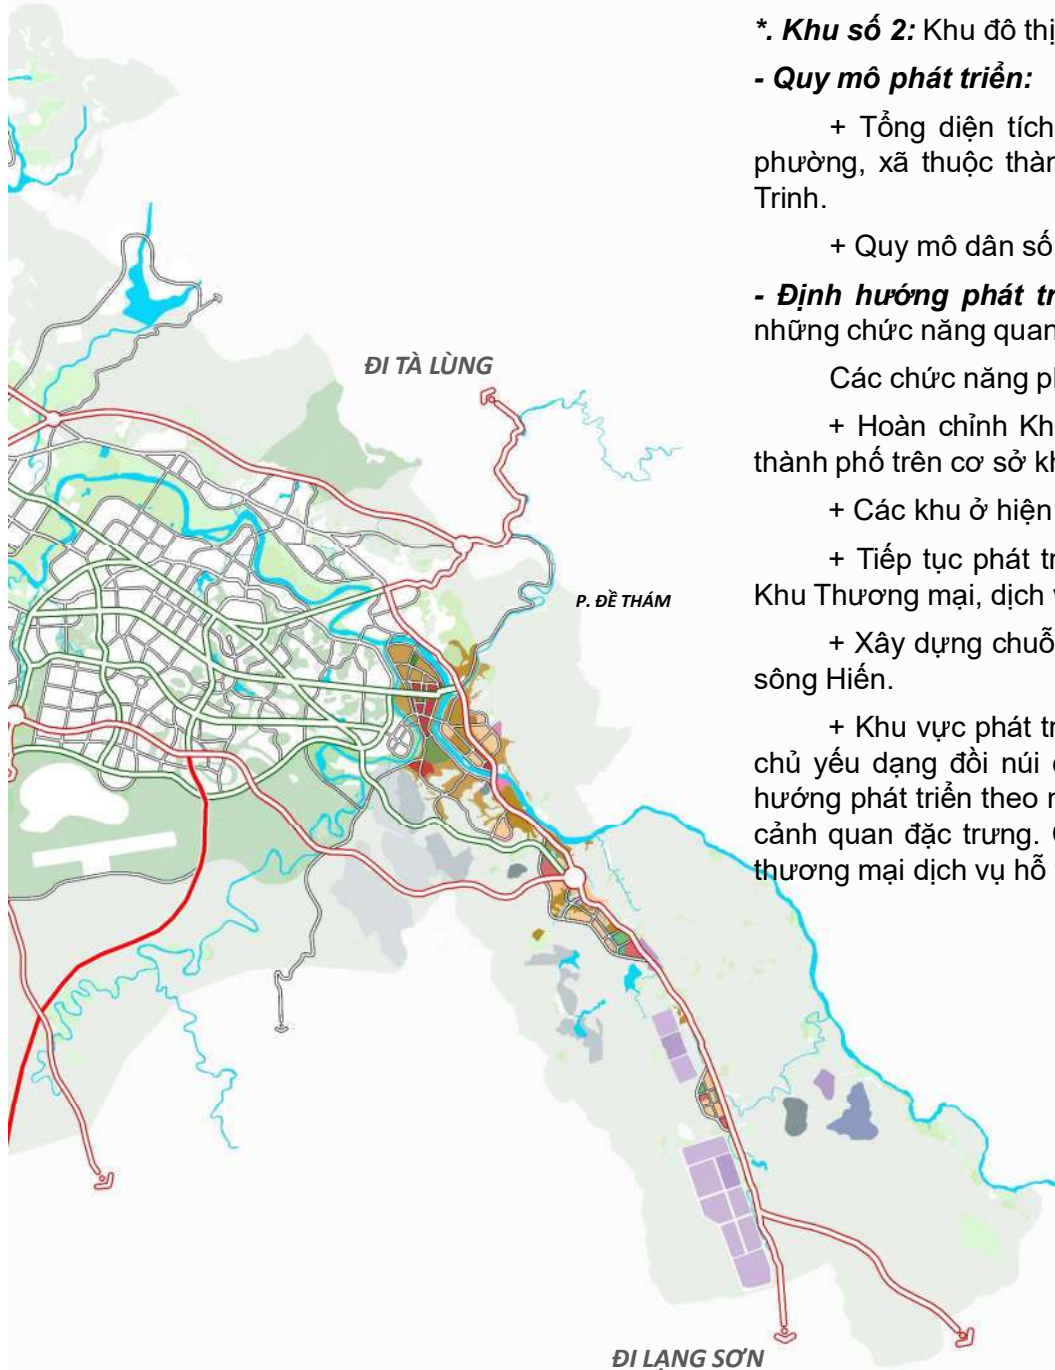 *. Khu số 2: Khu đô thị
- Quy mô phát triển:
+ Tổng diện tích
phường, xã thuộc thàn
Trinh.
+ Quy mô dân số
- Định hướng phát tr
những chức năng quan
Các chức năng ph
+ Hoàn chỉnh Kh
thành phố trên cơ sở kh
+ Các khu ở hiện
+ Tiếp tục phát tr
Khu Thương mại, dịch v
+ Xây dựng chuỗ
sông Hiến.
+ Khu vực phát tr
chủ yếu dạng đồi núi
hướng phát triển theo
cảnh quan đặc trưng.
thương mại dịch vụ hỗ
ĐI TÀ LÙNG
P. ĐỀ THÁM
ĐI LẠNG SƠN